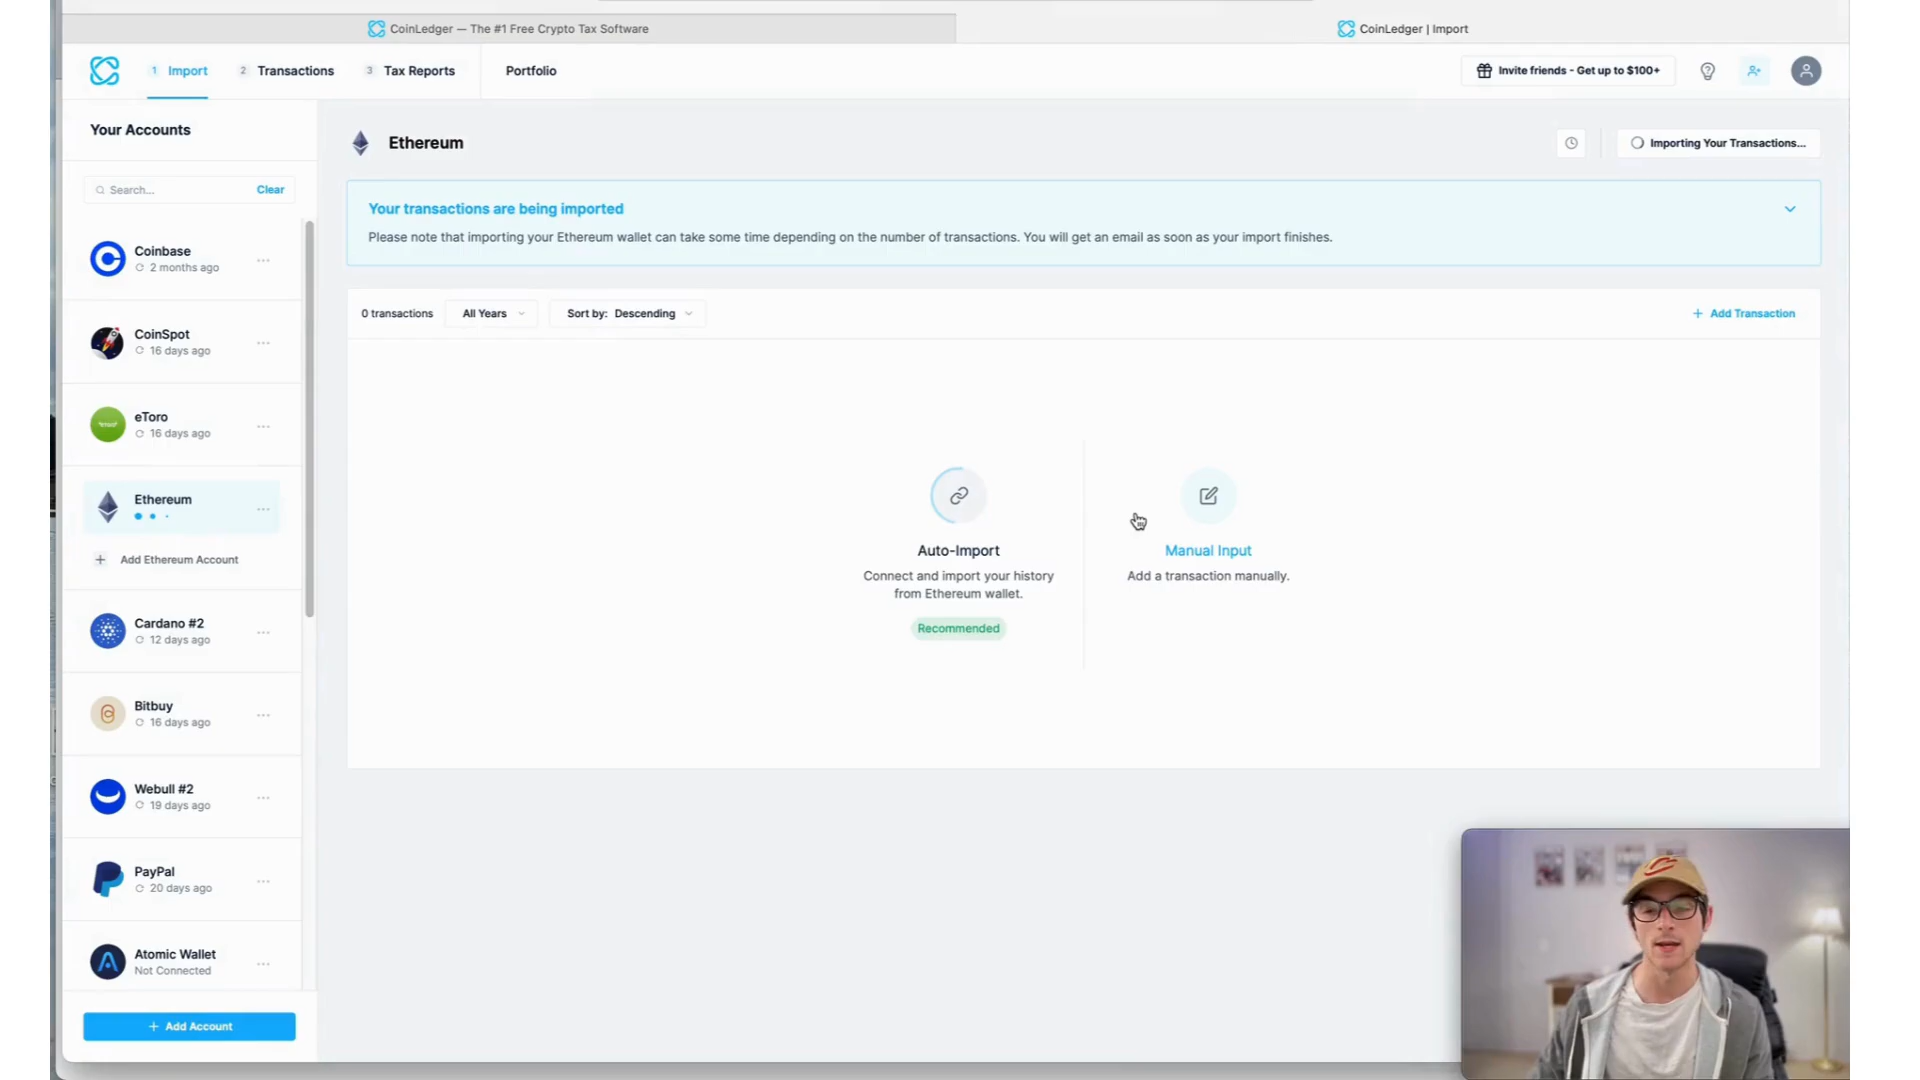 CoinLedger — The #1 Free Crypto Tax Software
CoinLedger | Import
1 Import
2 Transactions
3 Tax Reports
Portfolio
Invite friends - Get up to $100+
Your Accounts
Search...
Clear
Coinbase
2 months ago
CoinSpot
16 days ago
eToro
16 days ago
Ethereum
Add Ethereum Account
Cardano #2
12 days ago
Bitbuy
16 days ago
Webull #2
19 days ago
PayPal
20 days ago
Atomic Wallet
Not Connected
+ Add Account
Ethereum
Importing Your Transactions...
Your transactions are being imported
Please note that importing your Ethereum wallet can take some time depending on the number of transactions. You will get an email as soon as your import finishes.
0 transactions
All Years
Sort by: Descending
+ Add Transaction
Auto-Import
Connect and import your history
from Ethereum wallet.
Recommended
Manual Input
Add a transaction manually.